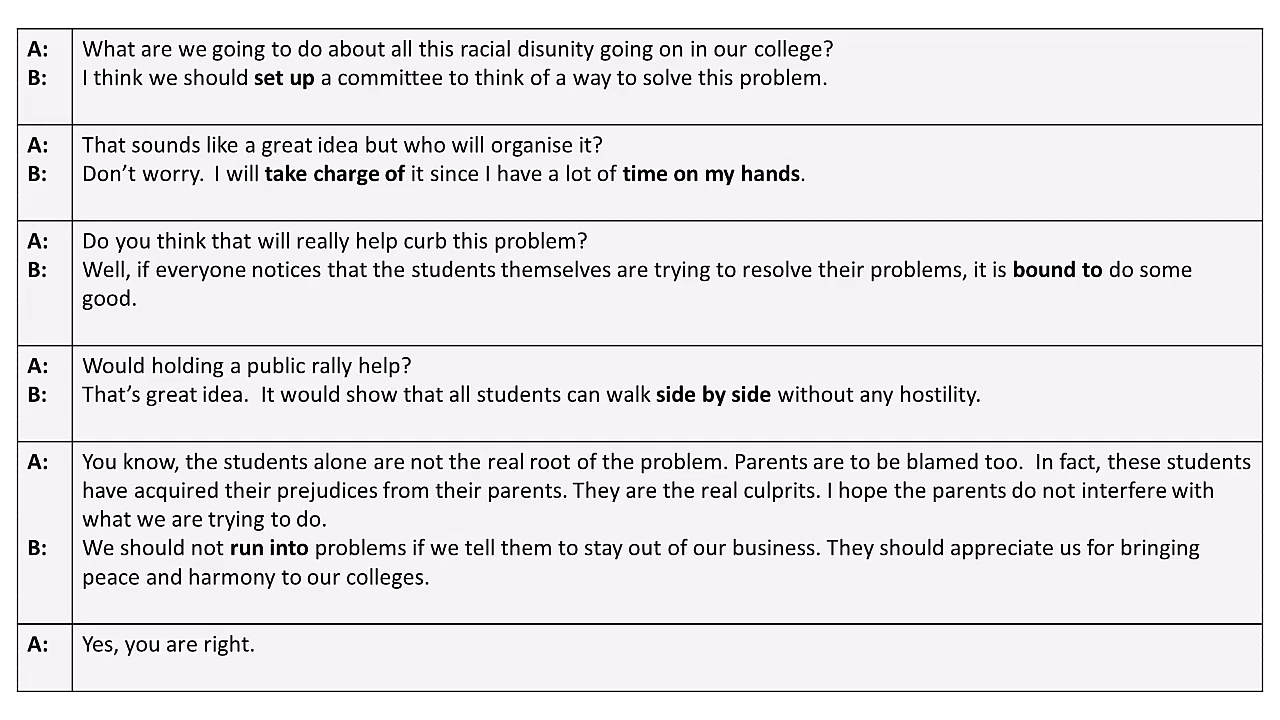 A: What are we going to do about all this racial disunity going on in our college?
B: I think we should set up a committee to think of a way to solve this problem.
A: That sounds like a great idea but who will organise it?
B: Don’t worry.  I will take charge of it since I have a lot of time on my hands.
A: Do you think that will really help curb this problem?
B: Well, if everyone notices that the students themselves are trying to resolve their problems, it is bound to do some
good.
A: Would holding a public rally help?
B: That’s great idea.  It would show that all students can walk side by side without any hostility.
A: You know, the students alone are not the real root of the problem. Parents are to be blamed too.  In fact, these students
have acquired their prejudices from their parents. They are the real culprits. I hope the parents do not interfere with
what we are trying to do.
B: We should not run into problems if we tell them to stay out of our business. They should appreciate us for bringing
peace and harmony to our colleges.
A: Yes, you are right.